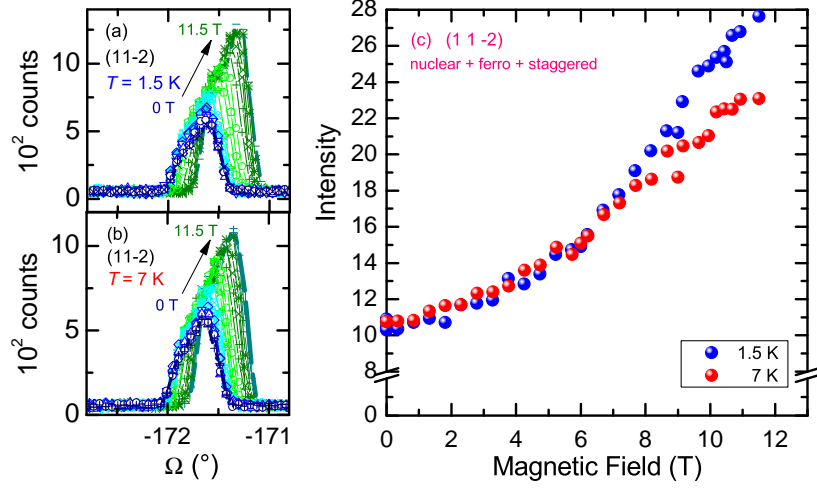 (a)
11.5 T
(11-2)
T = 1.5 K
0 T
10
5
0
10² counts
(b)
11.5 T
(11-2)
T = 7 K
0 T
10
5
0
10² counts
-172
-171
Ω (°)
(c) (1 1 -2)
nuclear + ferro + staggered
28
26
24
22
20
18
16
14
12
10
8
0
Intensity
1.5 K
7 K
0
2
4
6
8
10
12
Magnetic Field (T)